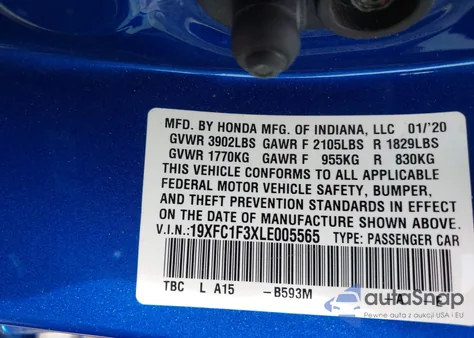 MFD. BY HONDA MFG. OF INDIANA, LLC 01/'20
GVWR 3902LBS GAWR F 2105LBS R 1829LBS
GVWR 1770KG GAWR F 955KG R 830KG
THIS VEHICLE CONFORMS TO ALL APPLICABLE
FEDERAL MOTOR VEHICLE SAFETY, BUMPER,
AND THEFT PREVENTION STANDARDS IN EFFECT
ON THE DATE OF MANUFACTURE SHOWN ABOVE.
V.I.N.:19XFC1F3XLE005565 TYPE: PASSENGER CAR
TBC L A15 -B593M A E
autoSnap
Pewne auta z aukcji USA i EU